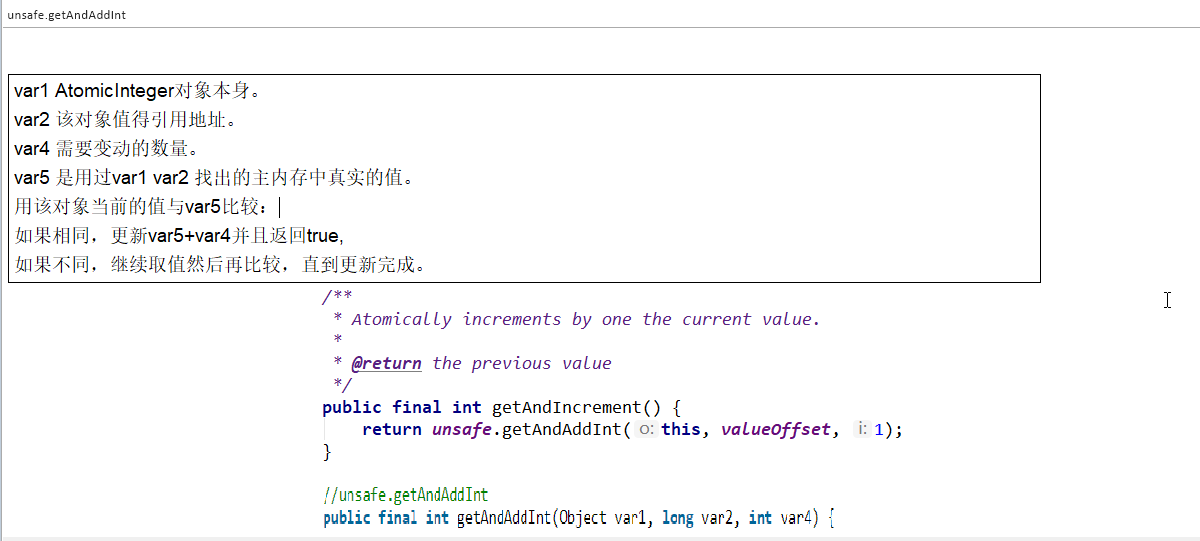 unsafe.getAndAddInt
var1 AtomicInteger对象本身。
var2 该对象值得引用地址。
var4 需要变动的数量。
var5 是用过var1 var2 找出的主内存中真实的值。
用该对象当前的值与var5比较：
如果相同，更新var5+var4并且返回true,
如果不同，继续取值然后再比较，直到更新完成。
/**
* Atomically increments by one the current value.
*
* @return the previous value
*/
public final int getAndIncrement() {
return unsafe.getAndAddInt( o: this, valueOffset, i: 1);
}
//unsafe.getAndAddInt
public final int getAndAddInt(Object var1, long var2, int var4) {